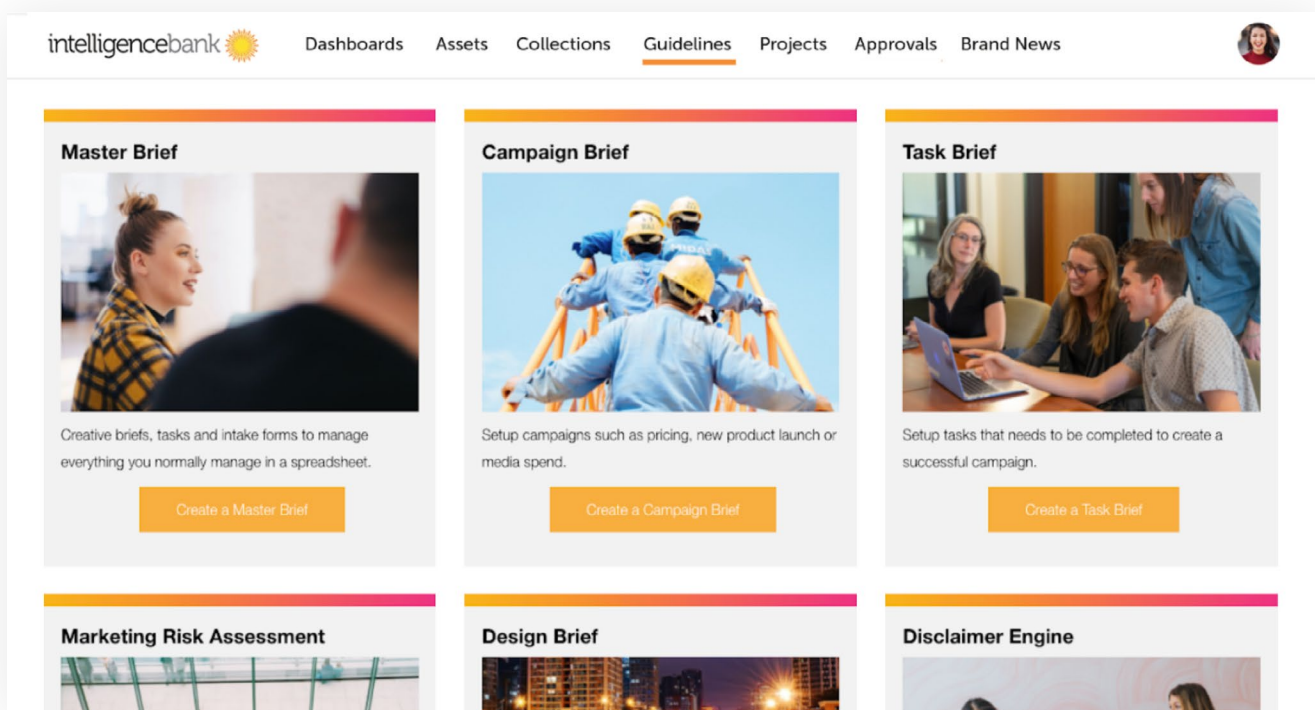 intelligencebank Dashboards Assets Collections Guidelines Projects Approvals Brand News
Master Brief
Creative briefs, tasks and intake forms to manage
everything you normally manage in a spreadsheet.
Create a Master Brief
Campaign Brief
Setup campaigns such as pricing, new product launch or
media spend.
Create a Campaign Brief
Task Brief
Setup tasks that needs to be completed to create a
successful campaign.
Create a Task Brief
Marketing Risk Assessment
Design Brief
Disclaimer Engine